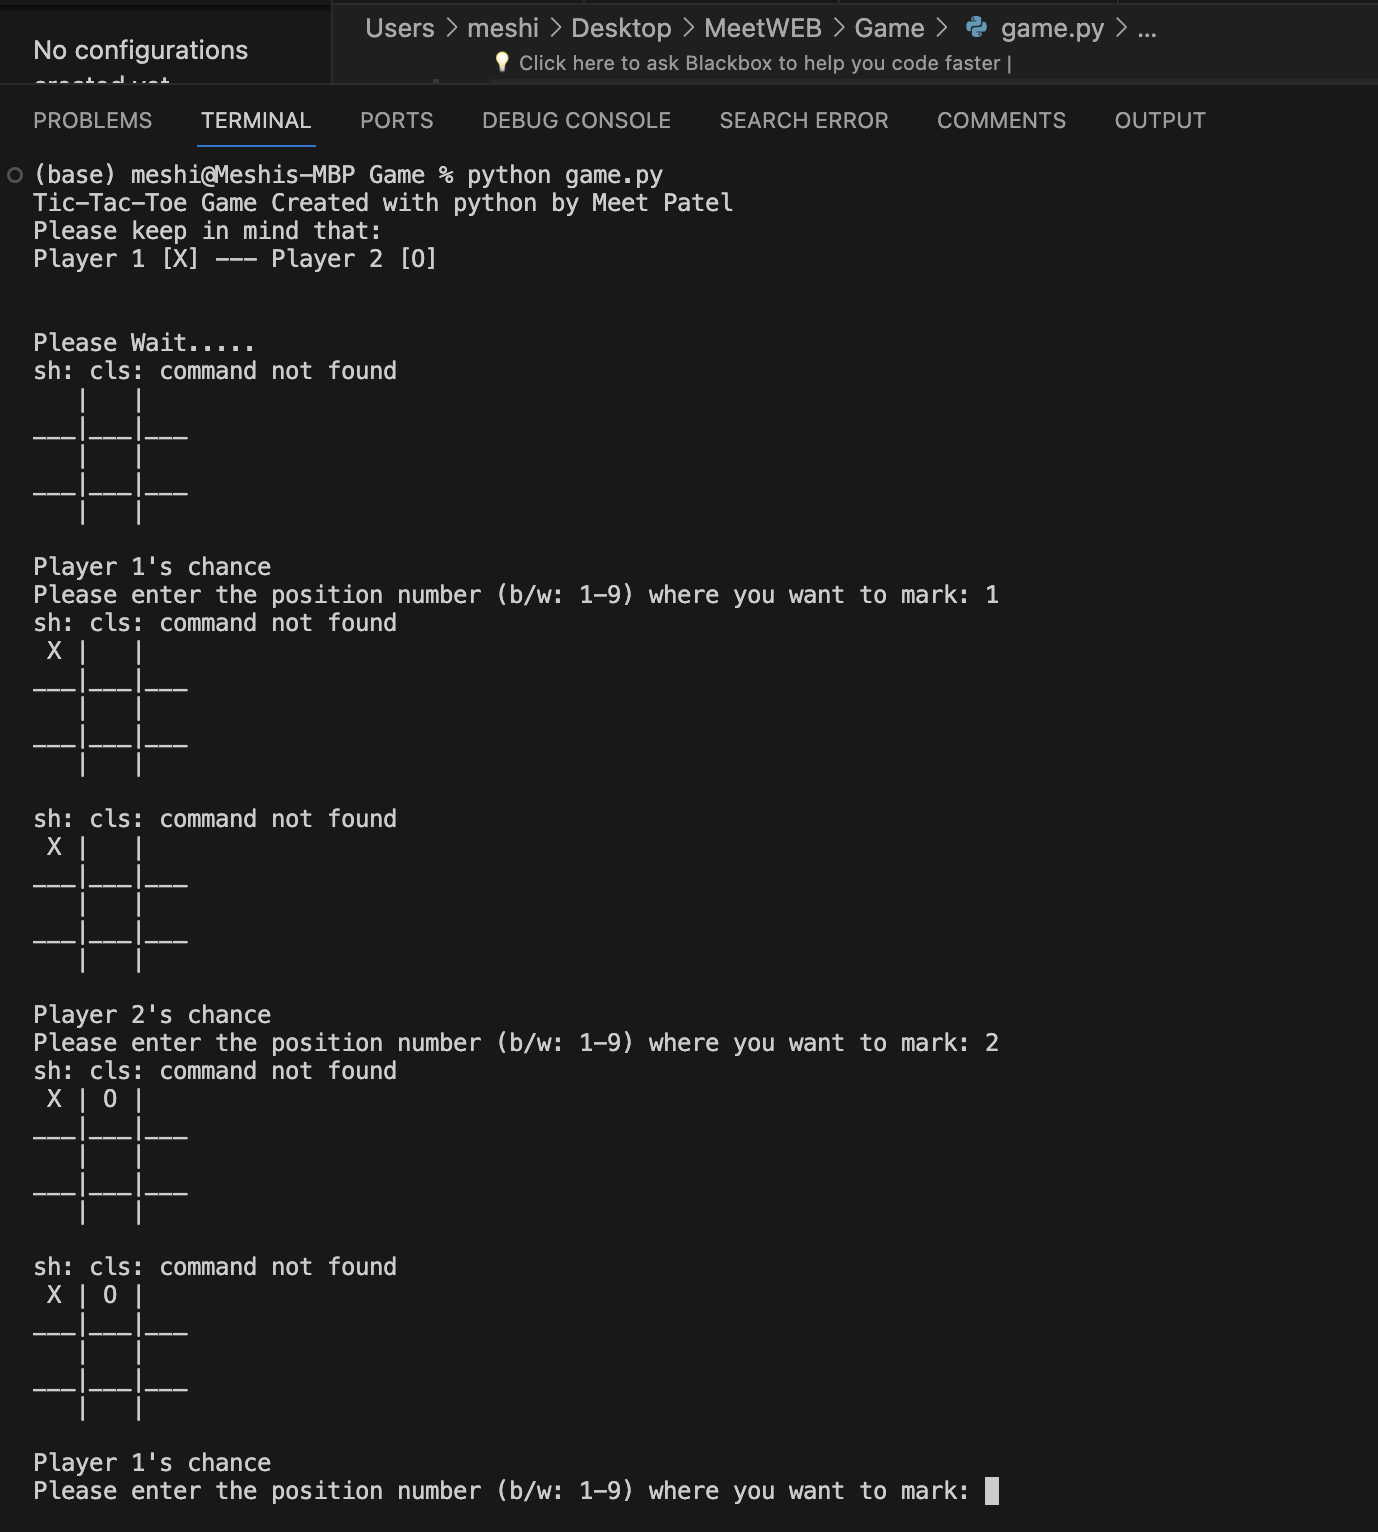 No configurations
Users > meshi > Desktop > MeetWEB > Game > game.py > ...
Click here to ask Blackbox to help you code faster |
PROBLEMS TERMINAL PORTS DEBUG CONSOLE SEARCH ERROR COMMENTS OUTPUT
(base) meshi@Meshis-MBP Game % python game.py
Tic-Tac-Toe Game Created with python by Meet Patel
Please keep in mind that:
Player 1 [X] --- Player 2 [O]
Please Wait.....
sh: cls: command not found
   |   |
___|___|___
   |   |
___|___|___
   |   |
Player 1's chance
Please enter the position number (b/w: 1-9) where you want to mark: 1
sh: cls: command not found
 X |   |
___|___|___
   |   |
___|___|___
   |   |
sh: cls: command not found
 X |   |
___|___|___
   |   |
___|___|___
   |   |
Player 2's chance
Please enter the position number (b/w: 1-9) where you want to mark: 2
sh: cls: command not found
 X | O |
___|___|___
   |   |
___|___|___
   |   |
sh: cls: command not found
 X | O |
___|___|___
   |   |
___|___|___
   |   |
Player 1's chance
Please enter the position number (b/w: 1-9) where you want to mark: